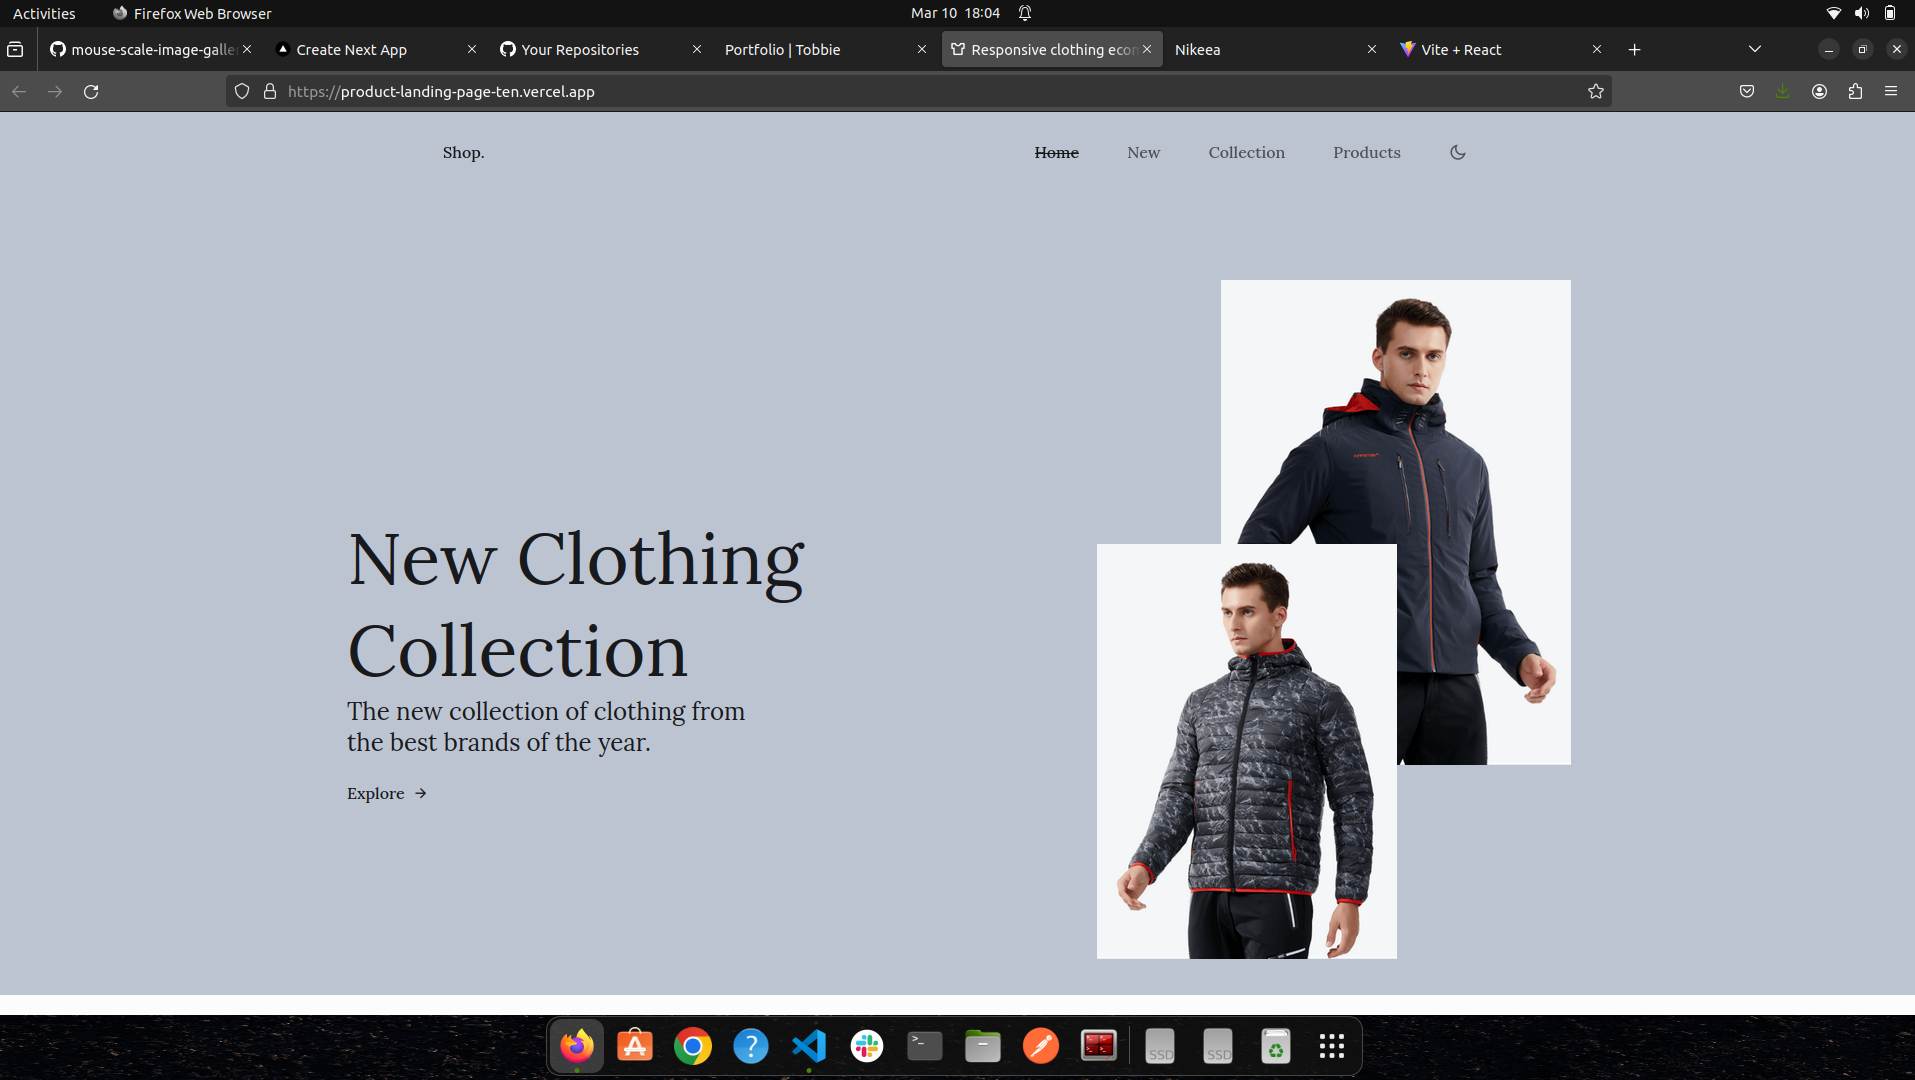 Activities
Firefox Web Browser
Mar 10 18:04
mouse-scale-image-galle
Create Next App
Your Repositories
Portfolio | Tobbie
Responsive clothing ecom
Nikeea
Vite + React
https://product-landing-page-ten.vercel.app
Shop.
Home
New
Collection
Products
New Clothing
Collection
The new collection of clothing from
the best brands of the year.
Explore
SSD
SSD